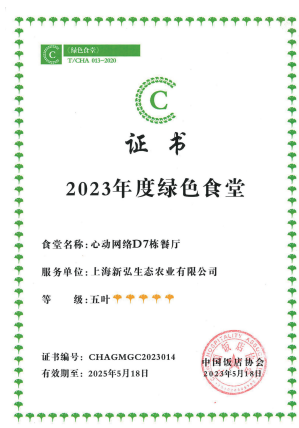 〔绿色食堂〕
T/CHA 013-2020
C
C
证 书
2023年度绿色食堂
食堂名称：心动网络D7栋餐厅
服务单位：上海新弘生态农业有限公司
等 级：五叶
证书编号：CHAGMGC2023014
有效期至：2025年5月18日
中国饭店协会
2023年5月18日